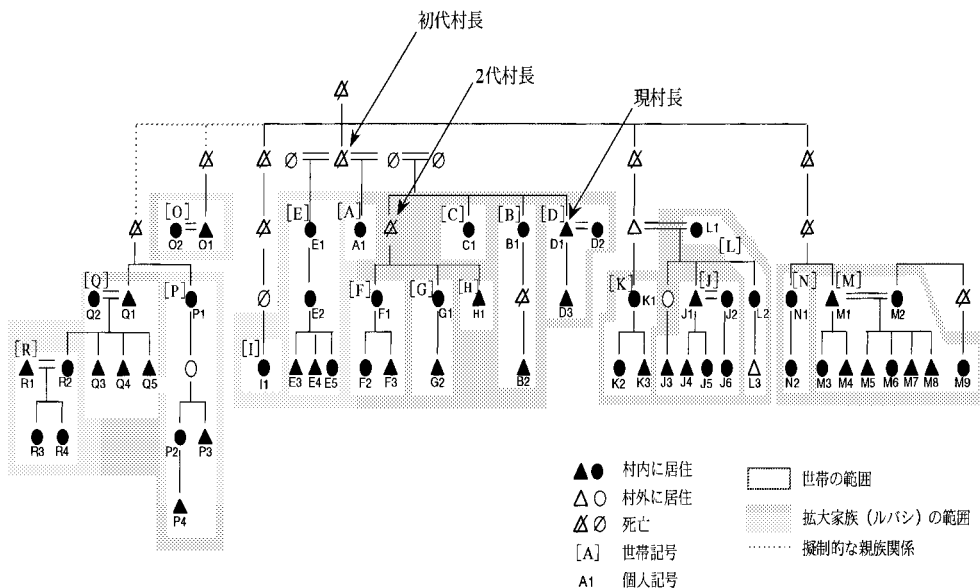 初代村長
2代村長
現村長
[O]
O2 O1
[E] [A] [C] [B] [D]
E1 A1 C1 B1 D1 D2
L1
[L]
[Q] [P]
Q2 Q1 P1
[F] [G] [H]
E2 F1 G1 H1
D3
[K] [J]
K1 J1 J2 L2
[N] [M]
N1 M1 M2
[R] [I]
R1 R2 Q3 Q4 Q5
I1 E3 E4 E5 F2 F3 G2 B2
K2 K3 J3 J4 J5 J6 L3
N2 M3 M4 M5 M6 M7 M8 M9
R3 R4 P2 P3
P4
村内に居住
村外に居住
死亡
[A] 世帯記号
A1 個人記号
世帯の範囲
拡大家族（ルバシ）の範囲
擬制的な親族関係